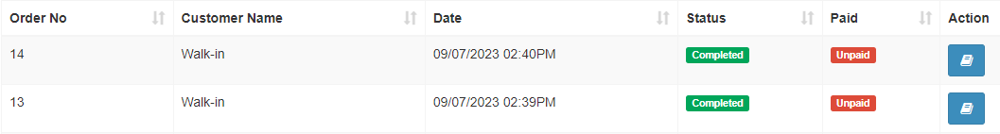 Order No Customer Name Date Status Paid Action
14 Walk-in 09/07/2023 02:40PM Completed Unpaid
13 Walk-in 09/07/2023 02:39PM Completed Unpaid